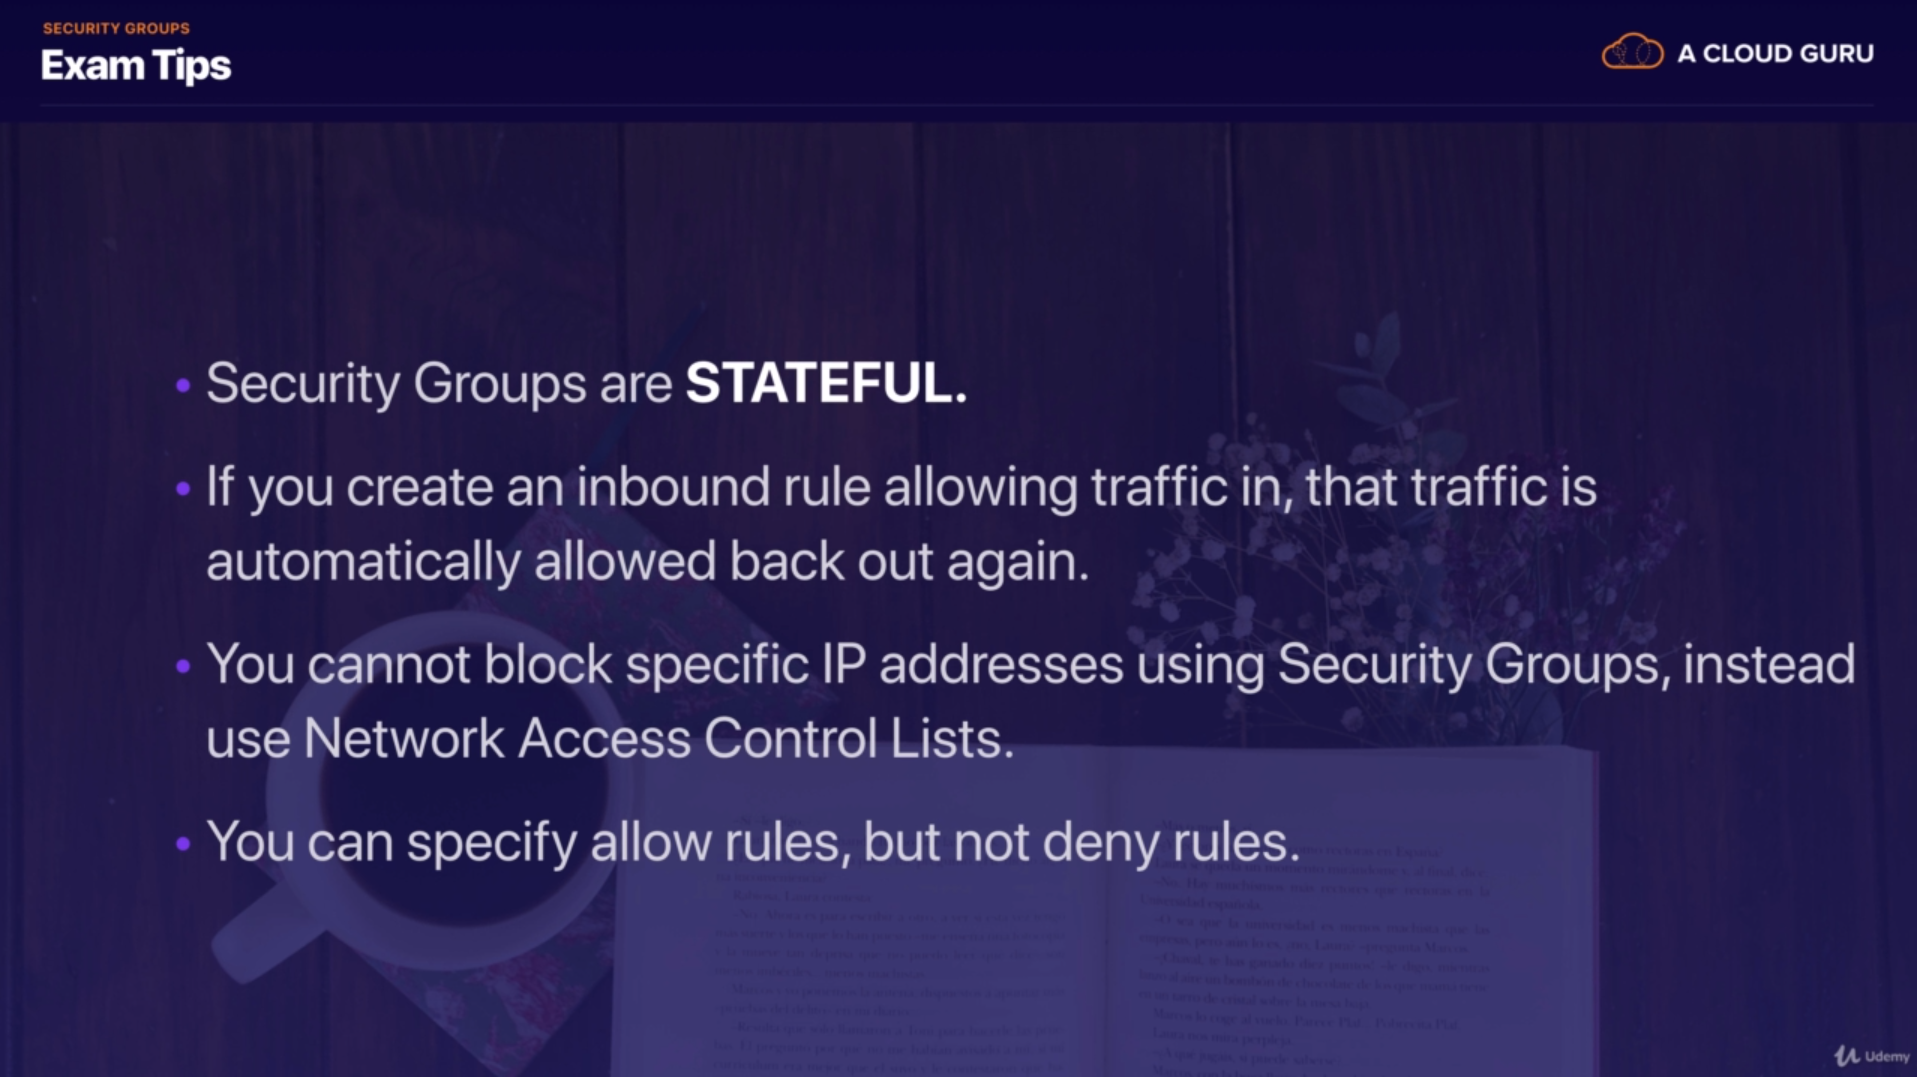 SECURITY GROUPS
Exam Tips
A CLOUD GURU
• Security Groups are STATEFUL.
• If you create an inbound rule allowing traffic in, that traffic is
automatically allowed back out again.
• You cannot block specific IP addresses using Security Groups, instead
use Network Access Control Lists.
• You can specify allow rules, but not deny rules.
Udemy